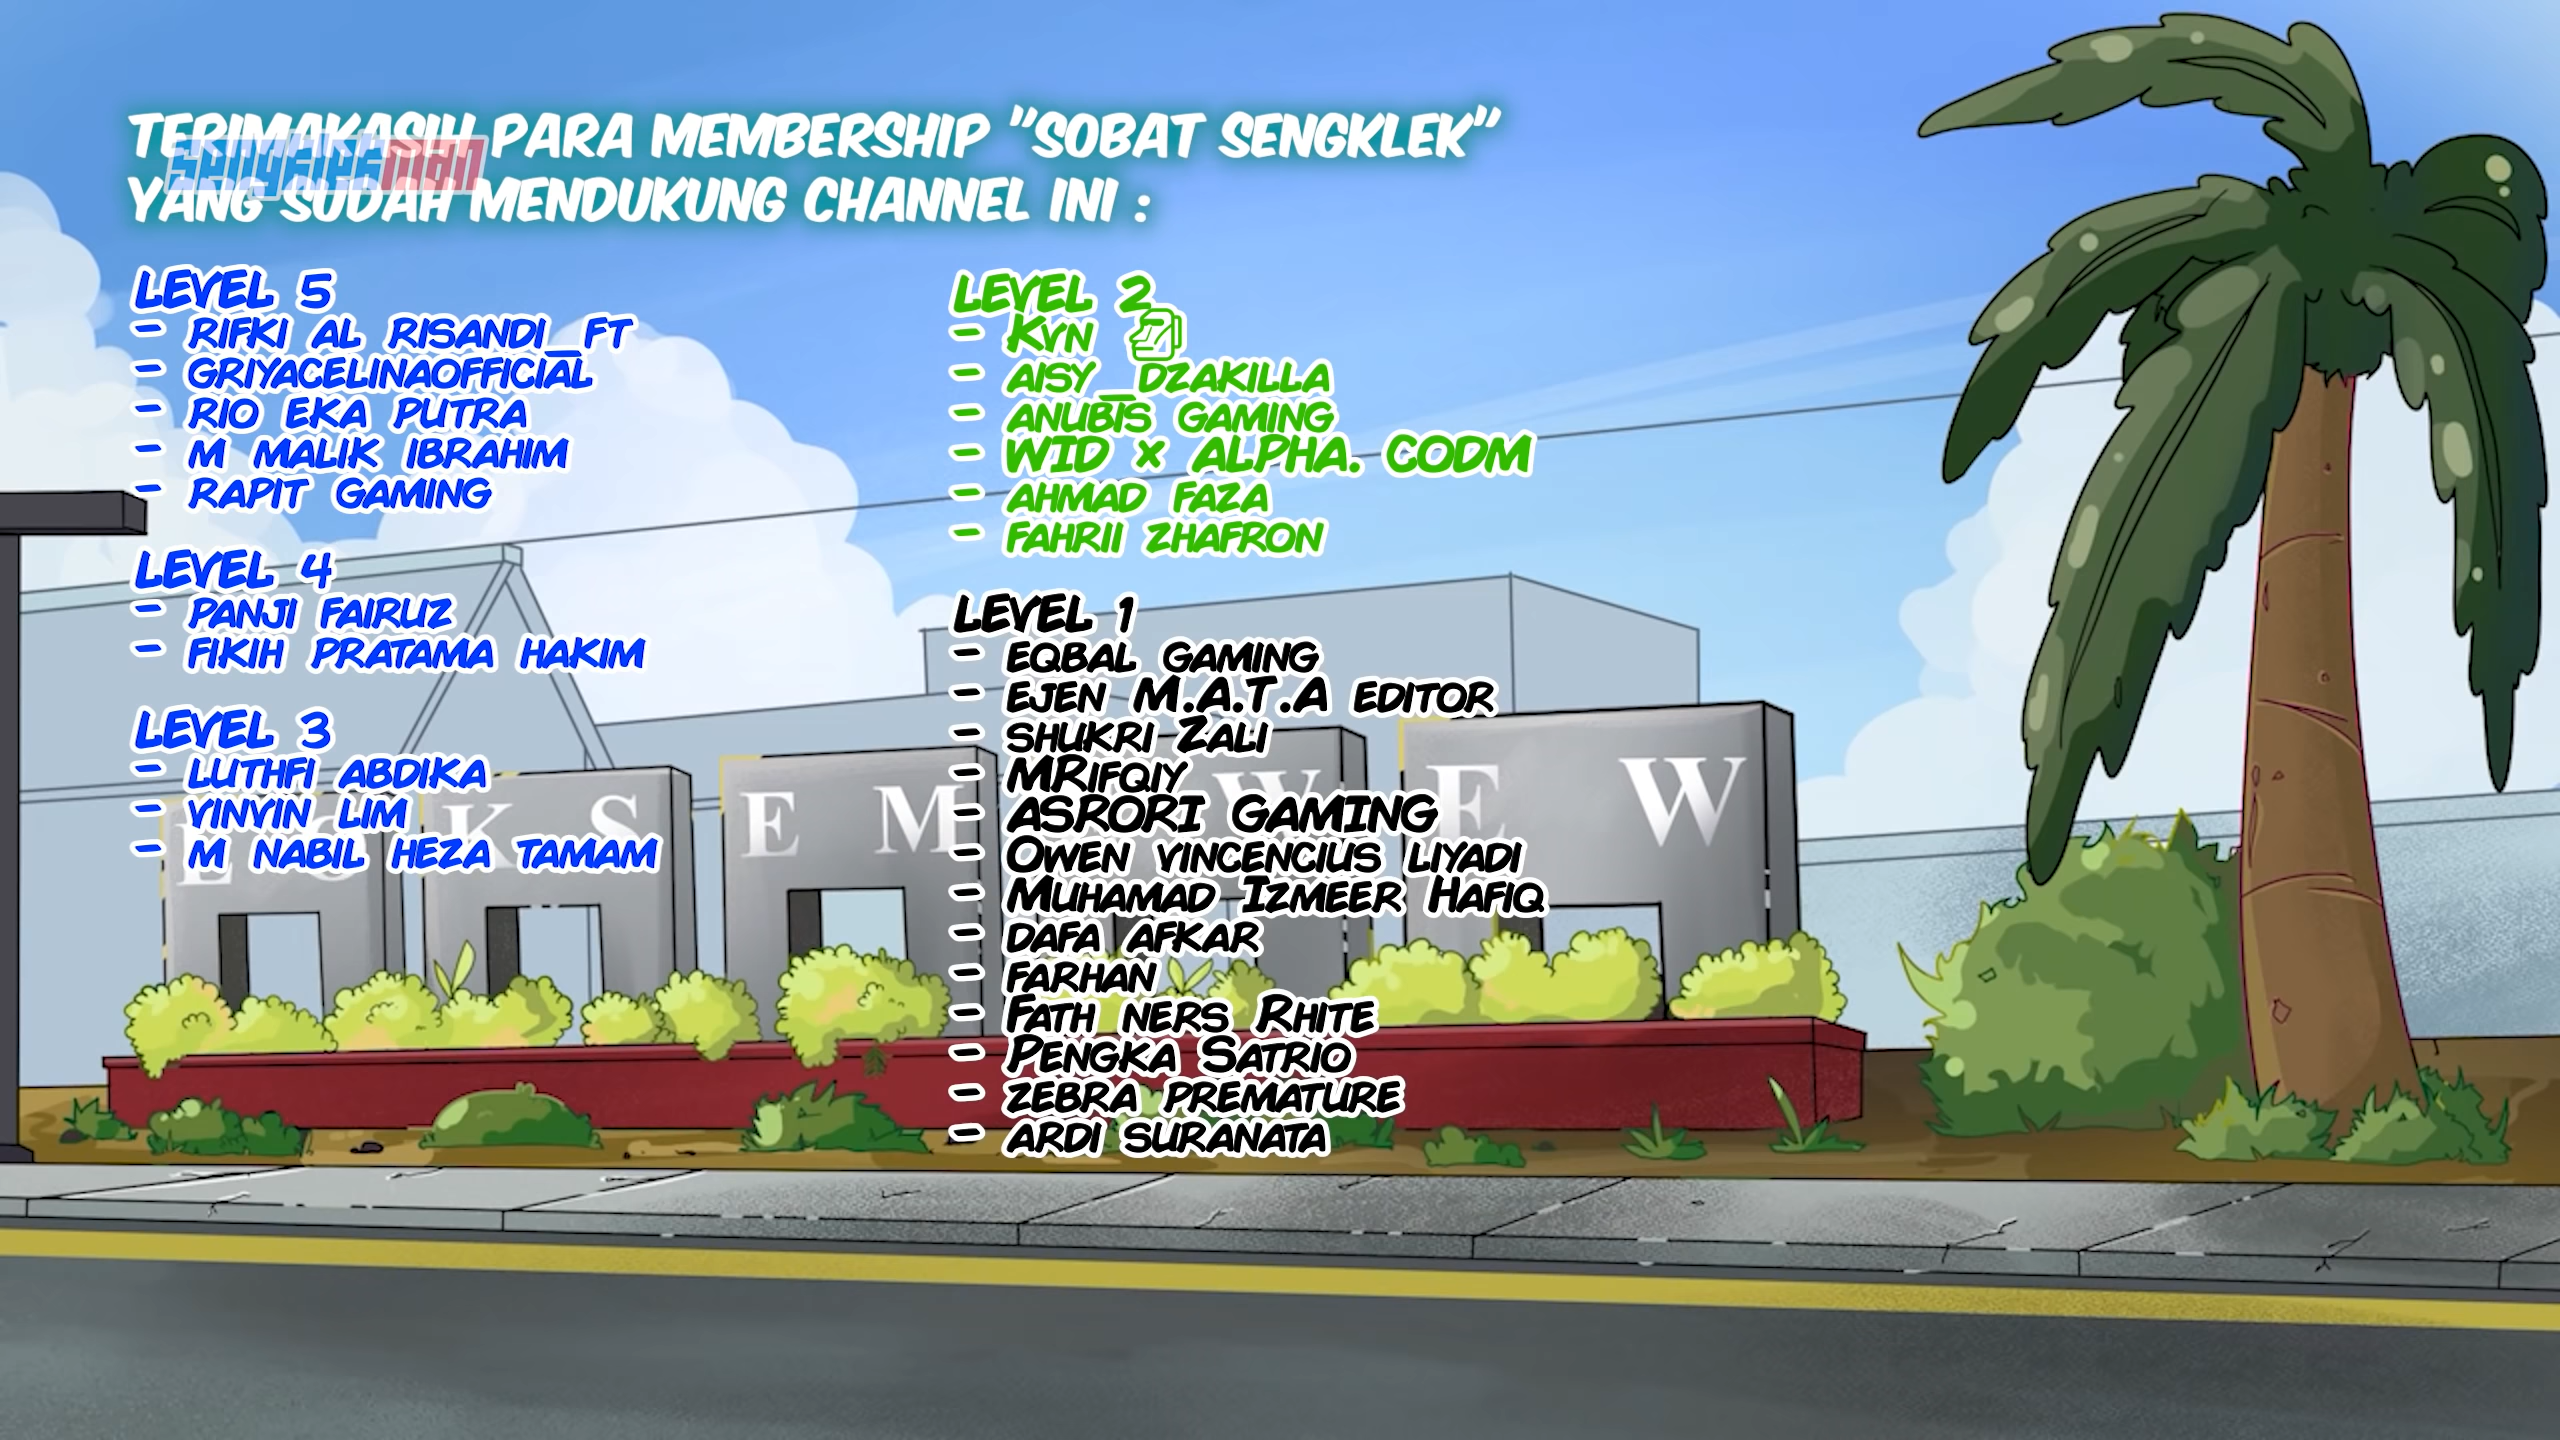 TERIMAKASIH PARA MEMBERSHIP "SOBAT SENGKLEK"
YANG SUDAH MENDUKUNG CHANNEL INI :
sengklekman
LEVEL 5
- RIFKI AL RISANDI_FT
- GRIYACELINAOFFICIAL
- RIO EKA PUTRA
- M MALIK IBRAHIM
- RAPIT GAMING
LEVEL 4
- PANJI FAIRUZ
- FIKIH PRATAMA HAKIM
LEVEL 3
- LUTHFI ABDIKA
- VINVIN LIM
- M NABIL HEZA TAMAM
LEVEL 2
- KVN
- AISY_DZAKILLA
- ANUBIS GAMING
- WID × ALPHA. CODM
- AHMAD FAZA
- FAHRII ZHAFRON
LEVEL 1
- EQBAL GAMING
- EJEN M.A.T.A EDITOR
- SHUKRI ZALI
- MRIFQIY
- ASRORI GAMING
- OWEN VINCENCIUS LIYADI
- MUHAMAD IZMEER HAFIQ
- DAFA AFKAR
- FARHAN
- FATH NERS RHITE
- PENGKA SATRIO
- ZEBRA PREMATURE
- ARDI SURANATA